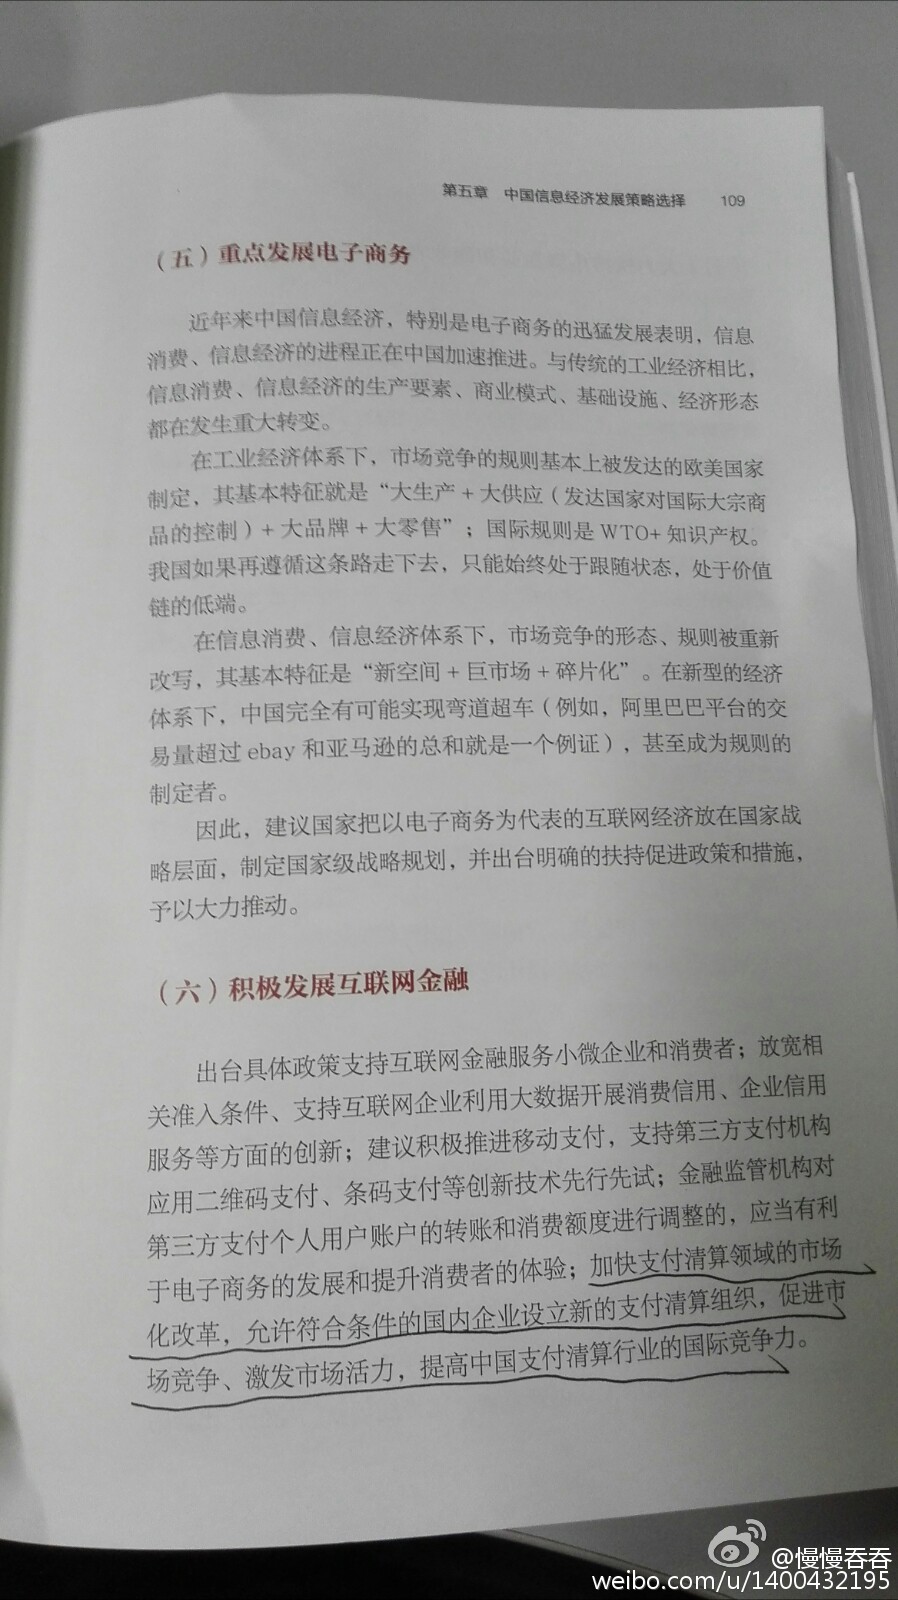 第五章 中国信息经济发展策略选择 109
（五）重点发展电子商务
近年来中国信息经济，特别是电子商务的迅猛发展表明，信息
消费、信息经济的进程正在中国加速推进。与传统的工业经济相比，
信息消费、信息经济的生产要素、商业模式、基础设施、经济形态
都在发生重大转变。
在工业经济体系下，市场竞争的规则基本上被发达的欧美国家
制定，其基本特征就是“大生产＋大供应（发达国家对国际大宗商
品的控制）＋大品牌＋大零售”；国际规则是WTO+知识产权。
我国如果再遵循这条路走下去，只能始终处于跟随状态，处于价值
链的低端。
在信息消费、信息经济体系下，市场竞争的形态、规则被重新
改写，其基本特征是“新空间＋巨市场＋碎片化”。在新型的经济
体系下，中国完全有可能实现弯道超车（例如，阿里巴巴平台的交
易量超过ebay和亚马逊的总和就是一个例证），甚至成为规则的
制定者。
因此，建议国家把以电子商务为代表的互联网经济放在国家战
略层面，制定国家级战略规划，并出台明确的扶持促进政策和措施，
予以大力推动。
（六）积极发展互联网金融
出台具体政策支持互联网金融服务小微企业和消费者；放宽相
关准入条件、支持互联网企业利用大数据开展消费信用、企业信用
服务等方面的创新；建议积极推进移动支付，支持第三方支付机构
应用二维码支付、条码支付等创新技术先行先试；金融监管机构对
第三方支付个人用户账户的转账和消费额度进行调整的，应当有利
于电子商务的发展和提升消费者的体验；加快支付清算领域的市场
化改革，允许符合条件的国内企业设立新的支付清算组织，促进市
场竞争、激发市场活力，提高中国支付清算行业的国际竞争力。
@慢慢吞吞
weibo.com/u/1400432195